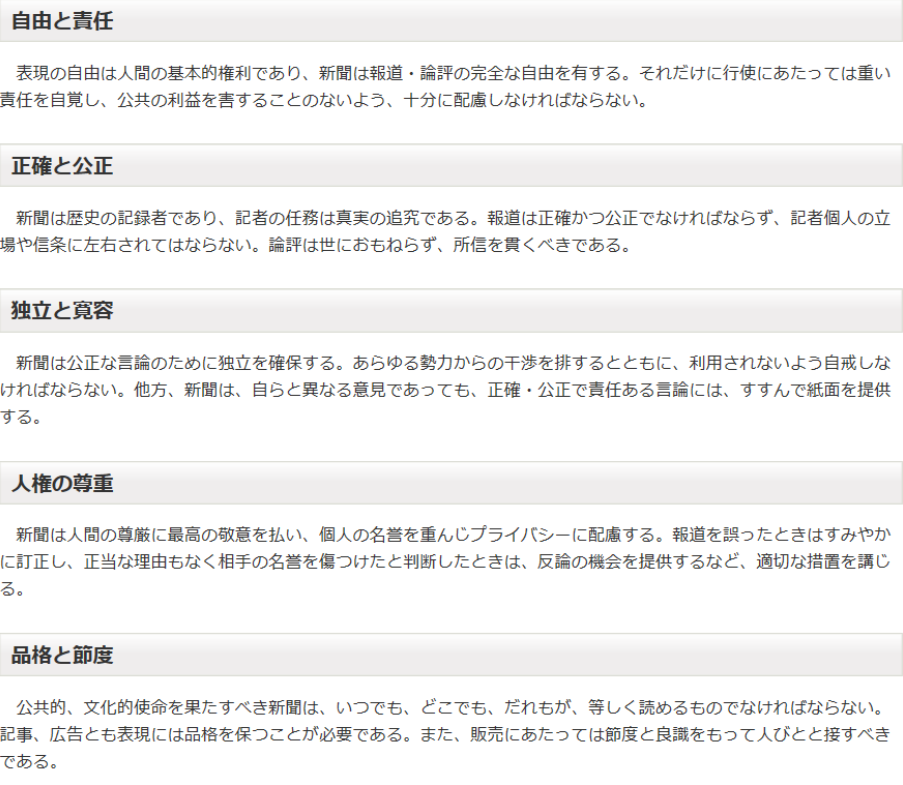 自由と責任
表現の自由は人間の基本的権利であり、新聞は報道・論評の完全な自由を有する。それだけに行使にあたっては重い
責任を自覚し、公共の利益を害することのないよう、十分に配慮しなければならない。
正確と公正
新聞は歴史の記録者であり、記者の任務は真実の追究である。報道は正確かつ公正でなければならず、記者個人の立
場や信条に左右されてはならない。論評は世におもねらず、所信を貫くべきである。
独立と寛容
新聞は公正な言論のために独立を確保する。あらゆる勢力からの干渉を排するとともに、利用されないよう自戒しな
ければならない。他方、新聞は、自らと異なる意見であっても、正確・公正で責任ある言論には、すすんで紙面を提供
する。
人権の尊重
新聞は人間の尊厳に最高の敬意を払い、個人の名誉を重んじプライバシーに配慮する。報道を誤ったときはすみやか
に訂正し、正当な理由もなく相手の名誉を傷つけたと判断したときは、反論の機会を提供するなど、適切な措置を講じ
る。
品格と節度
公共的、文化的使命を果たすべき新聞は、いつでも、どこでも、だれもが、等しく読めるものでなければならない。
記事、広告とも表現には品格を保つことが必要である。また、販売にあたっては節度と良識をもって人びとと接すべき
である。